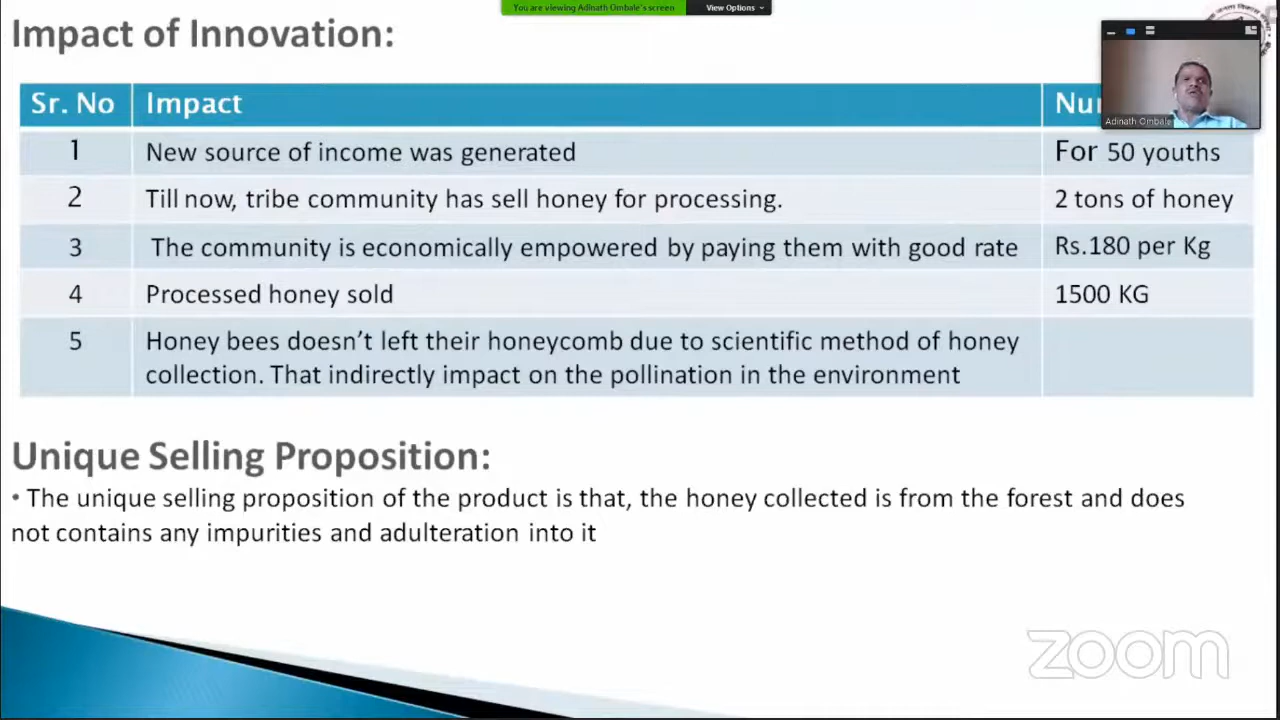 You are viewing Adinath Ombale's screen
View Options
Impact of Innovation:
Sr. No Impact
Adinath Ombale
1 New source of income was generated For 50 youths
2 Till now, tribe community has sell honey for processing. 2 tons of honey
3 The community is economically empowered by paying them with good rate Rs.180 per Kg
4 Processed honey sold 1500 KG
5 Honey bees doesn't left their honeycomb due to scientific method of honey
collection. That indirectly impact on the pollination in the environment
Unique Selling Proposition:
• The unique selling proposition of the product is that, the honey collected is from the forest and does
not contains any impurities and adulteration into it
zoom